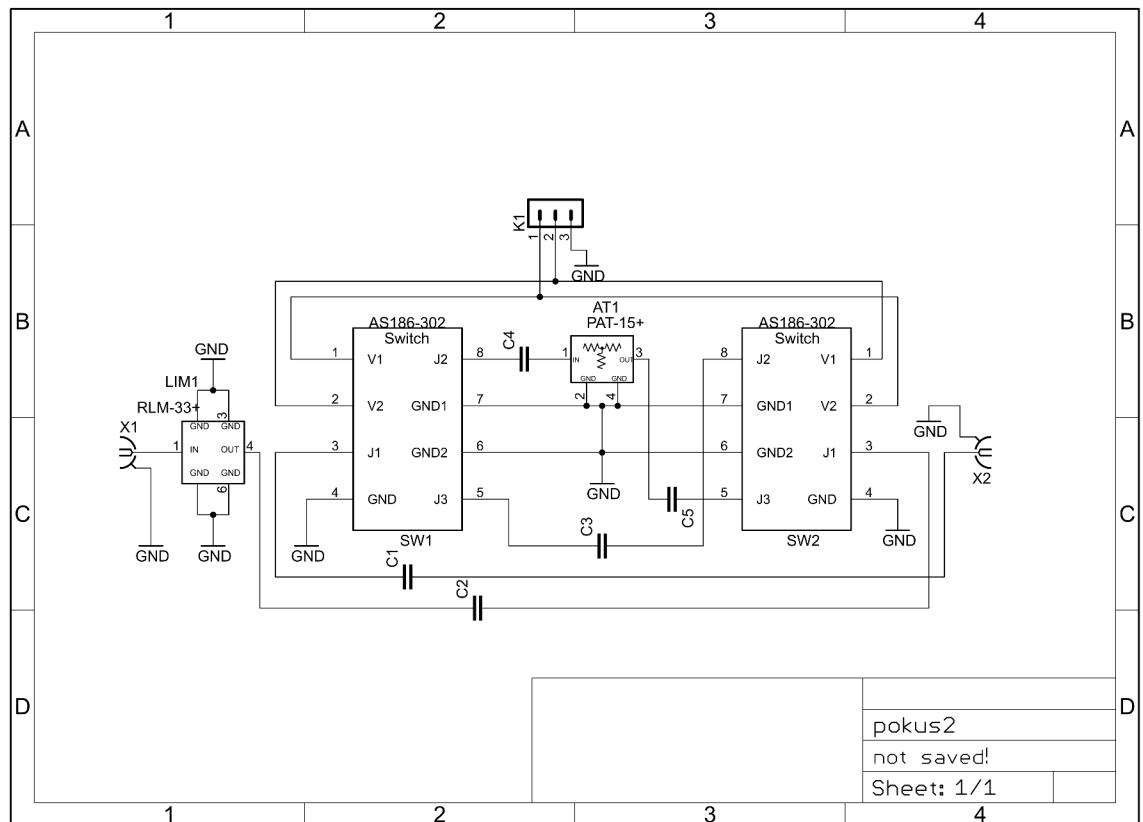 1 2 3 4
A A
K1
1 2 3
GND
B B
AS186-302
Switch
1 V1 J2 8
2 V2 GND1 7
3 J1 GND2 6
4 GND J3 5
SW1
GND
C4
AT1
PAT-15+
1 IN OUT 3
GND GND
2 4
GND
AS186-302
Switch
8 J2 V1 1
7 GND1 V2 2
6 GND2 J1 3
5 J3 GND 4
SW2
GND
GND
LIM1
RLM-33+
3
GND GND
1 IN OUT 4
GND GND
6
GND
X1
GND
GND
X2
C C
C5
C3
C1
C2
D D
pokus2
not saved!
Sheet: 1/1
1 2 3 4